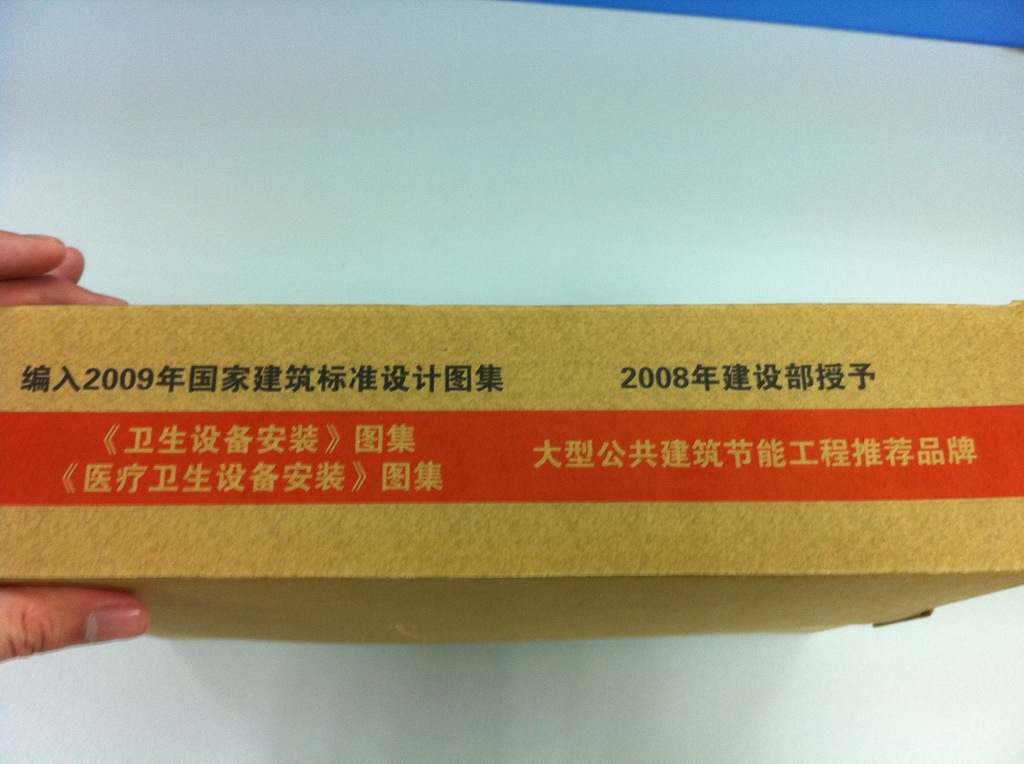 编入2009年国家建筑标准设计图集
《卫生设备安装》图集
《医疗卫生设备安装》图集
2008年建设部授予
大型公共建筑节能工程推荐品牌